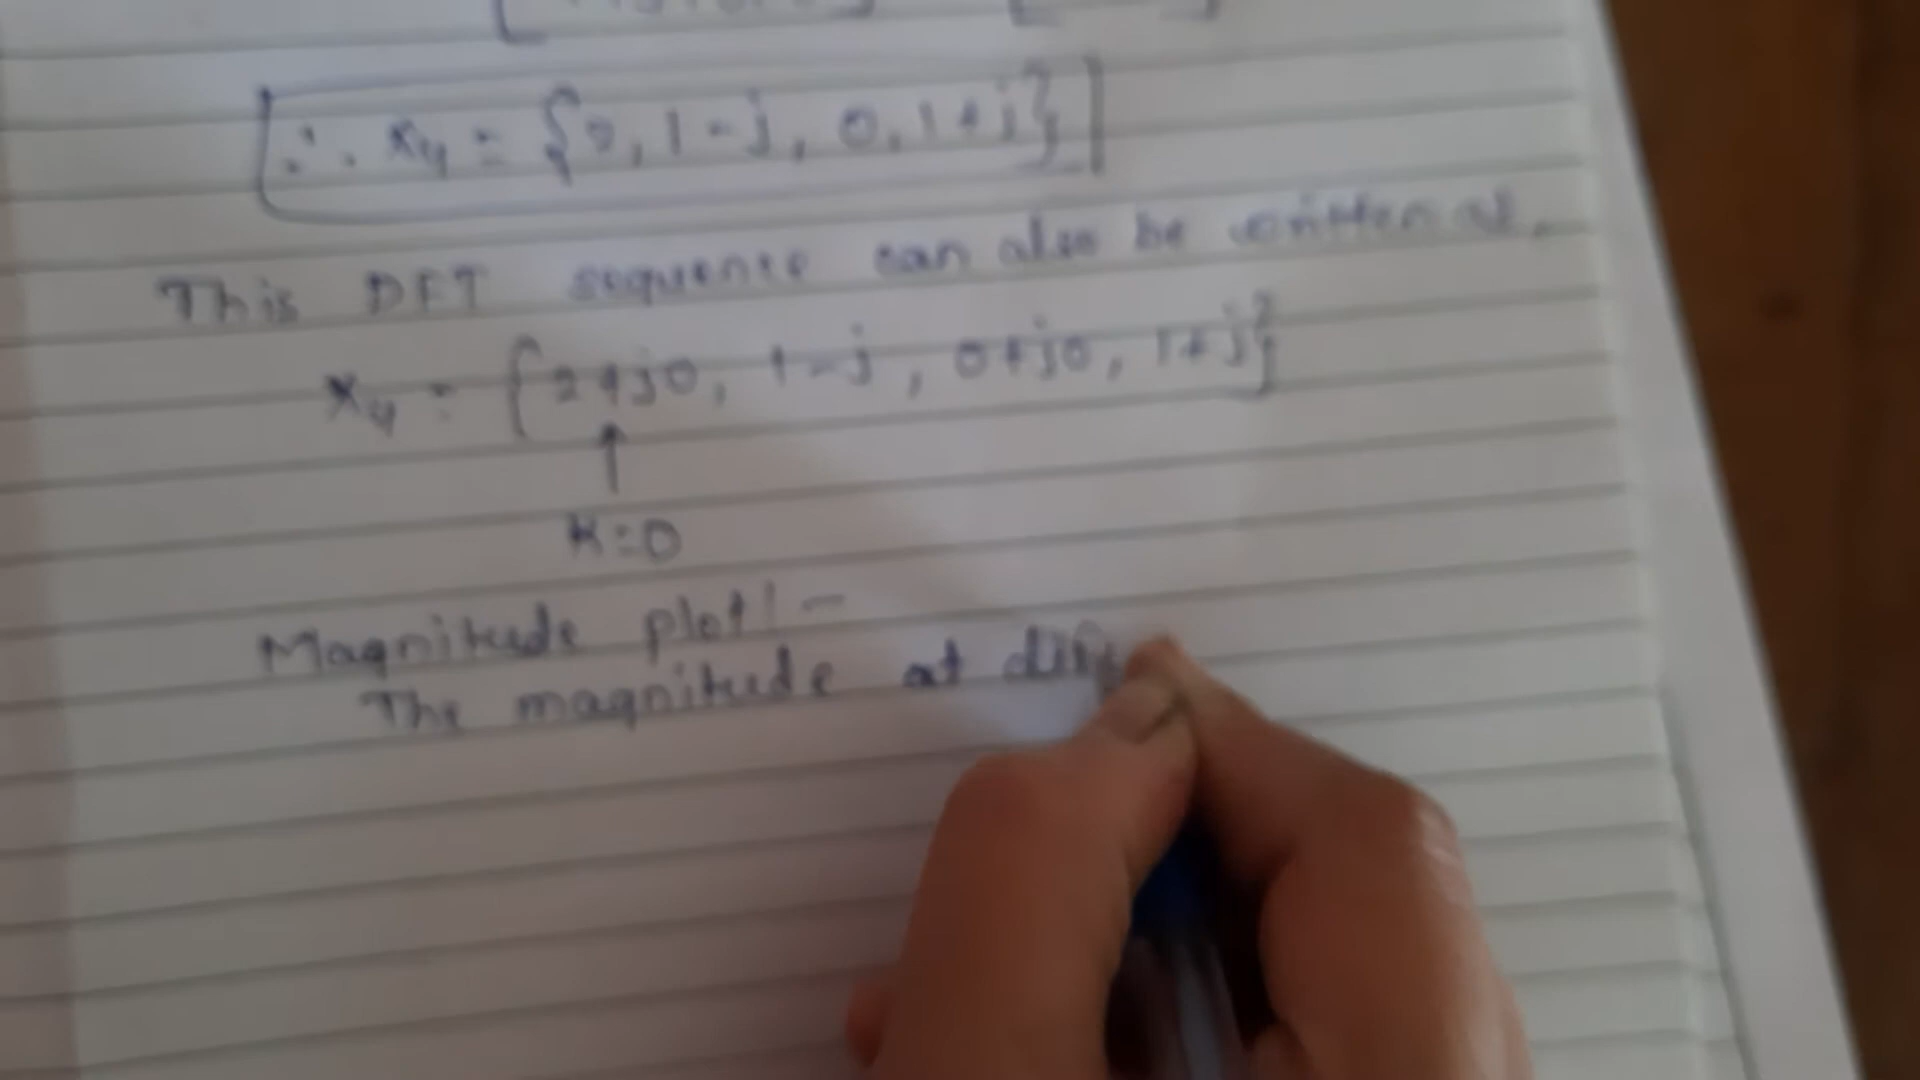 ∴ X4 = {2, 1-j, 0, 1+j}
This DFT sequence can also be written as,
X4 = {2+j0, 1-j, 0+j0, 1+j}
↑
K=0
Magnitude plot:-
The magnitude at diff